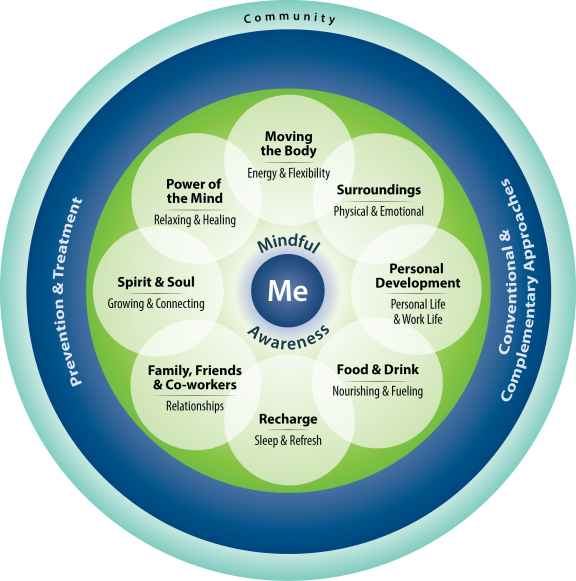 Community
Prevention & Treatment
Conventional &
Complementary Approaches
Moving
the Body
Energy & Flexibility
Surroundings
Physical & Emotional
Personal
Development
Personal Life
& Work Life
Food & Drink
Nourishing & Fueling
Recharge
Sleep & Refresh
Family, Friends
& Co-workers
Relationships
Spirit & Soul
Growing & Connecting
Power of
the Mind
Relaxing & Healing
Mindful
Me
Awareness